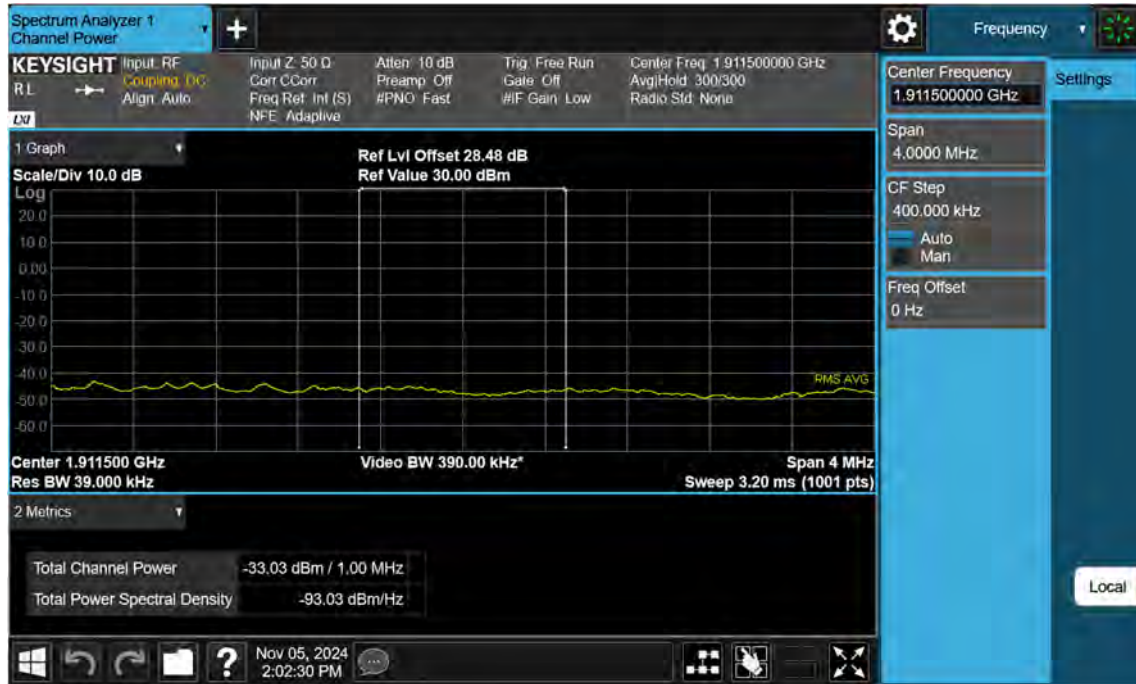 Spectrum Analyzer 1
Channel Power
Frequency
KEYSIGHT
RL
LXI
Input: RF
Coupling: DC
Align: Auto
Input Z: 50 Ω
Corr CCorr
Freq Ref: Int (S)
NFE: Adaptive
Atten: 10 dB
Preamp: Off
#PNO: Fast
Trig: Free Run
Gate: Off
#IF Gain: Low
Center Freq: 1.911500000 GHz
Avg|Hold: 300/300
Radio Std: None
Center Frequency
1.911500000 GHz
Settings
Span
4.0000 MHz
CF Step
400.000 kHz
Auto
Man
Freq Offset
0 Hz
1 Graph
Scale/Div 10.0 dB
Ref Lvl Offset 28.48 dB
Ref Value 30.00 dBm
Log
20.0
10.0
0.00
-10.0
-20.0
-30.0
-40.0
-50.0
-60.0
RMS AVG
Center 1.911500 GHz
Res BW 39.000 kHz
Video BW 390.00 kHz*
Span 4 MHz
Sweep 3.20 ms (1001 pts)
2 Metrics
Total Channel Power -33.03 dBm / 1.00 MHz
Total Power Spectral Density -93.03 dBm/Hz
Local
?
Nov 05, 2024
2:02:30 PM